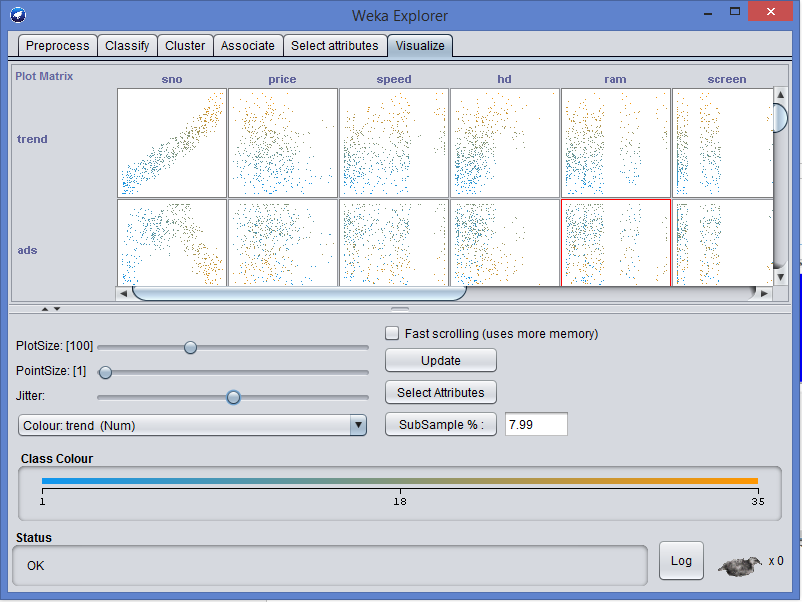 Weka Explorer
Preprocess Classify Cluster Associate Select attributes Visualize
Plot Matrix sno price speed hd ram screen
trend
ads
PlotSize: [100]
PointSize: [1]
Jitter:
Colour: trend (Num)
Fast scrolling (uses more memory)
Update
Select Attributes
SubSample % : 7.99
Class Colour
1 18 35
Status
OK
Log x 0